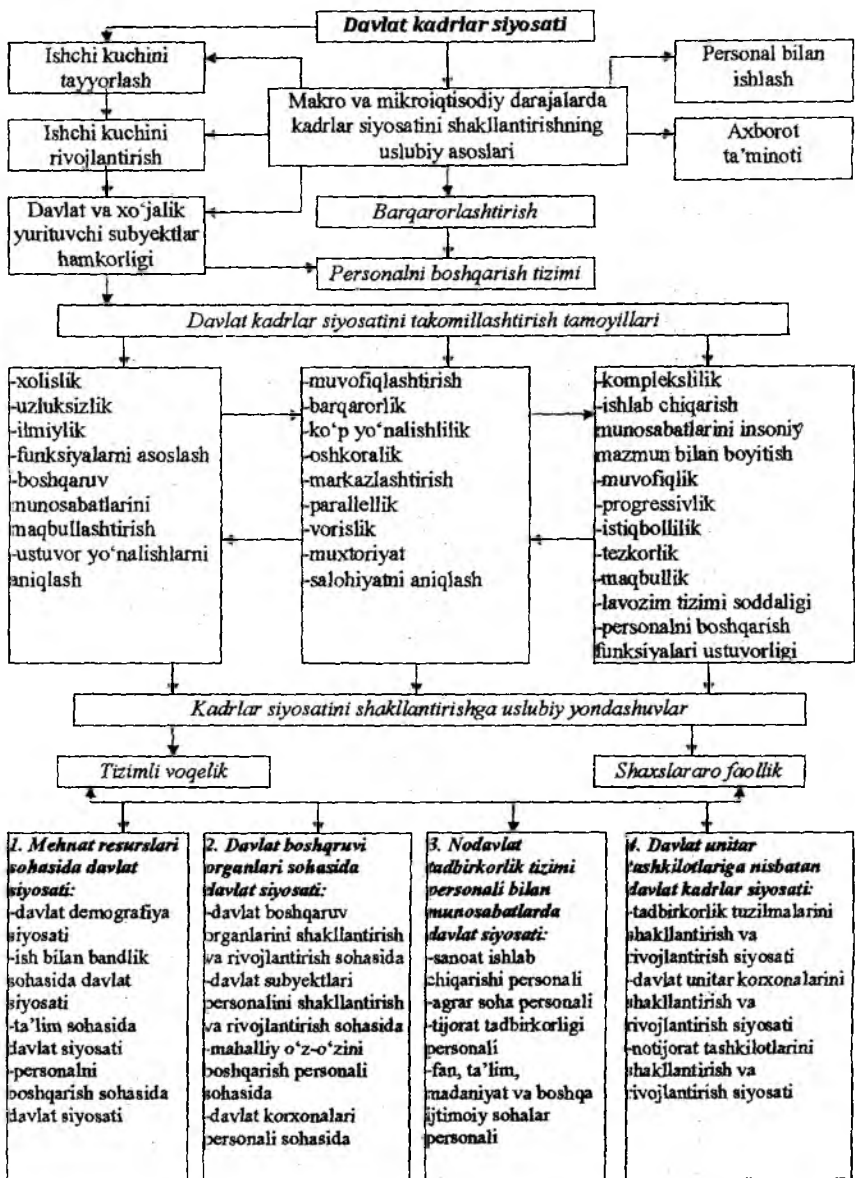 Davlat kadrlar siyosati
Ishchi kuchini
tayyorlash
Personal bilan
ishlash
Makro va mikroiqtisodiy darajalarda
kadrlar siyosatini shakllantirishning
uslubiy asoslari
Ishchi kuchini
rivojlantirish
Axborot
ta'minoti
Davlat va xo‘jalik
yurituvchi subyektlar
hamkorligi
Barqarorlashtirish
Personalni boshqarish tizimi
Davlat kadrlar siyosatini takomillashtirish tamoyillari
-xolislik
-uzluksizlik
-ilmiylik
-funksiyalarni asoslash
-boshqaruv
munosabatlarini
maqbullashtirish
-ustuvor yo‘nalishlarni
aniqlash
-muvofiqlashtirish
-barqarorlik
-ko‘p yo‘nalishlilik
-oshkoralik
-markazlashtirish
-parallellik
-vorislik
-muxtoriyat
-salohiyatni aniqlash
-komplekslilik
-ishlab chiqarish
munosabatlarini insoniy
mazmun bilan boyitish
-muvofiqlik
-progressivlik
-istiqbollilik
-tezkorlik
-maqbullik
-lavozim tizimi soddaligi
-personalni boshqarish
funksiyalari ustuvorligi
Kadrlar siyosatini shakllantirishga uslubiy yondashuvlar
Tizimli voqelik
Shaxslararo faollik
1. Mehnat resurslari
sohasida davlat
siyosati:
-davlat demografiya
siyosati
-ish bilan bandlik
sohasida davlat
siyosati
-ta’lim sohasida
davlat siyosati
-personalni
boshqarish sohasida
davlat siyosati
2. Davlat boshqruvi
organlari sohasida
davlat siyosati:
-davlat boshqaruv
organlarini shakllantirish
va rivojlantirish sohasida
-davlat subyektlari
personalini shakllantirish
va rivojlantirish sohasida
-mahalliy o‘z-o‘zini
boshqarish personali
sohasida
-davlat korxonalari
personali sohasida
3. Nodavlat
tadbirkorlik tizimi
personali bilan
munosabatlarda
davlat siyosati:
-sanoat ishlab
chiqarishi personali
-agrar soha personali
-tijorat tadbirkorligi
personali
-fan, ta’lim,
madaniyat va boshqa
ijtimoiy sohalar
personali
4. Davlat unitar
tashkilotlariga nisbatan
davlat kadrlar siyosati:
-tadbirkorlik tuzilmalarini
shakllantirish va
rivojlantirish siyosati
-davlat unitar korxonalarini
shakllantirish va
rivojlantirish siyosati
-notijorat tashkilotlarini
shakllantirish va
rivojlantirish siyosati